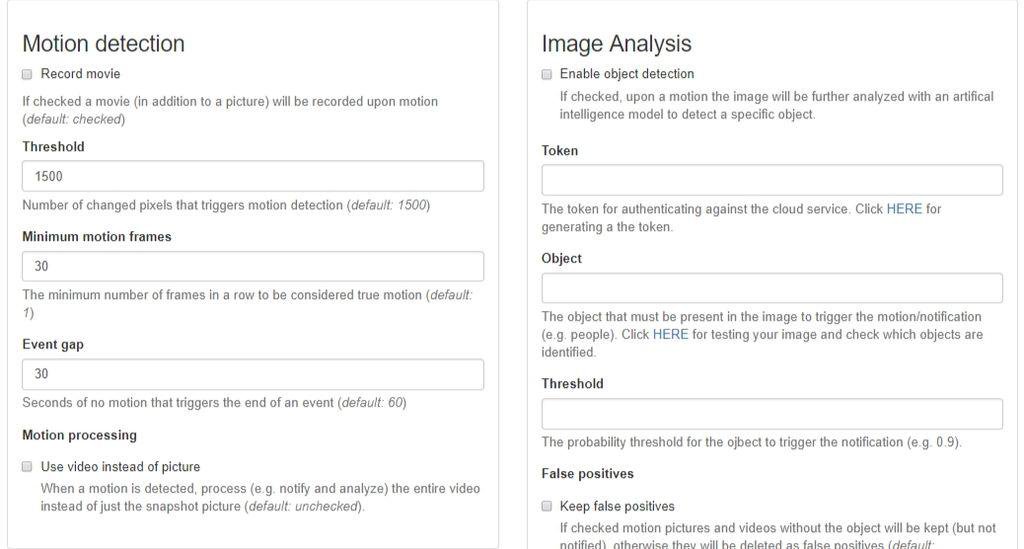 Motion detection
Record movie
If checked a movie (in addition to a picture) will be recorded upon motion
(default: checked)
Threshold
1500
Number of changed pixels that triggers motion detection (default: 1500)
Minimum motion frames
30
The minimum number of frames in a row to be considered true motion (default:
1)
Event gap
30
Seconds of no motion that triggers the end of an event (default: 60)
Motion processing
Use video instead of picture
When a motion is detected, process (e.g. notify and analyze) the entire video
instead of just the snapshot picture (default: unchecked).
Image Analysis
Enable object detection
If checked, upon a motion the image will be further analyzed with an artifical
intelligence model to detect a specific object.
Token
The token for authenticating against the cloud service. Click HERE for
generating a the token.
Object
The object that must be present in the image to trigger the motion/notification
(e.g. people). Click HERE for testing your image and check which objects are
identified.
Threshold
The probability threshold for the ojbect to trigger the notification (e.g. 0.9).
False positives
Keep false positives
If checked motion pictures and videos without the object will be kept (but not
notified), otherwise they will be deleted as false positives (default: